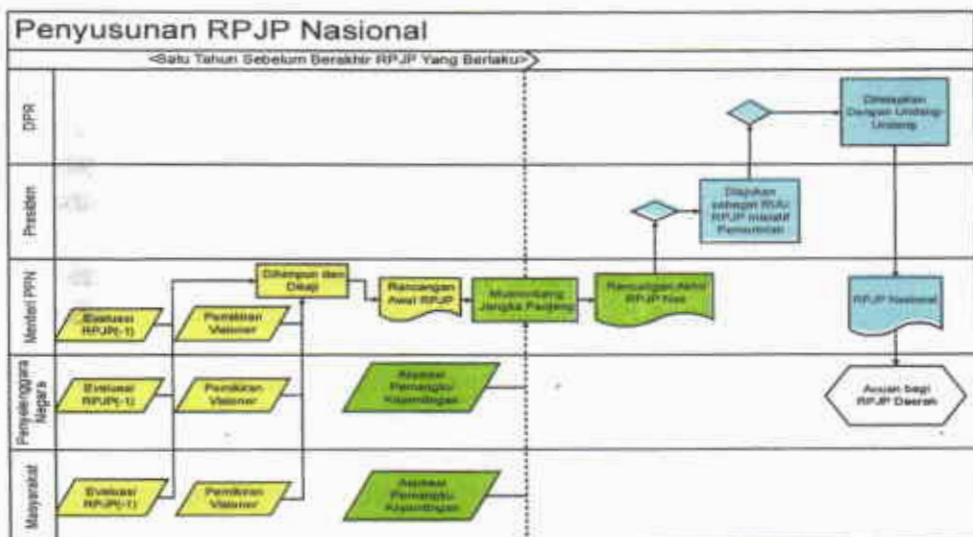 Penyusunan RPJP Nasional
<Satu Tahun Sebelum Berakhir RPJP Yang Berlaku>
DPR
Ditetapkan
Dengan Undang-
Undang
Presiden
Diajukan
sebagai RUU
RPJP Inisiatif
Pemerintah
Menteri PPN
Evaluasi
RPJP(-1)
Pemikiran
Visioner
Dihimpun dan
Dikaji
Rancangan
Awal RPJP
Musrenbang
Jangka Panjang
Rancangan Akhir
RPJP Nas
RPJP Nasional
Penyelenggara
Negara
Evaluasi
RPJP(-1)
Pemikiran
Visioner
Aspirasi
Pemangku
Kepentingan
Acuan bagi
RPJP Daerah
Masyarakat
Evaluasi
RPJP(-1)
Pemikiran
Visioner
Aspirasi
Pemangku
Kepentingan